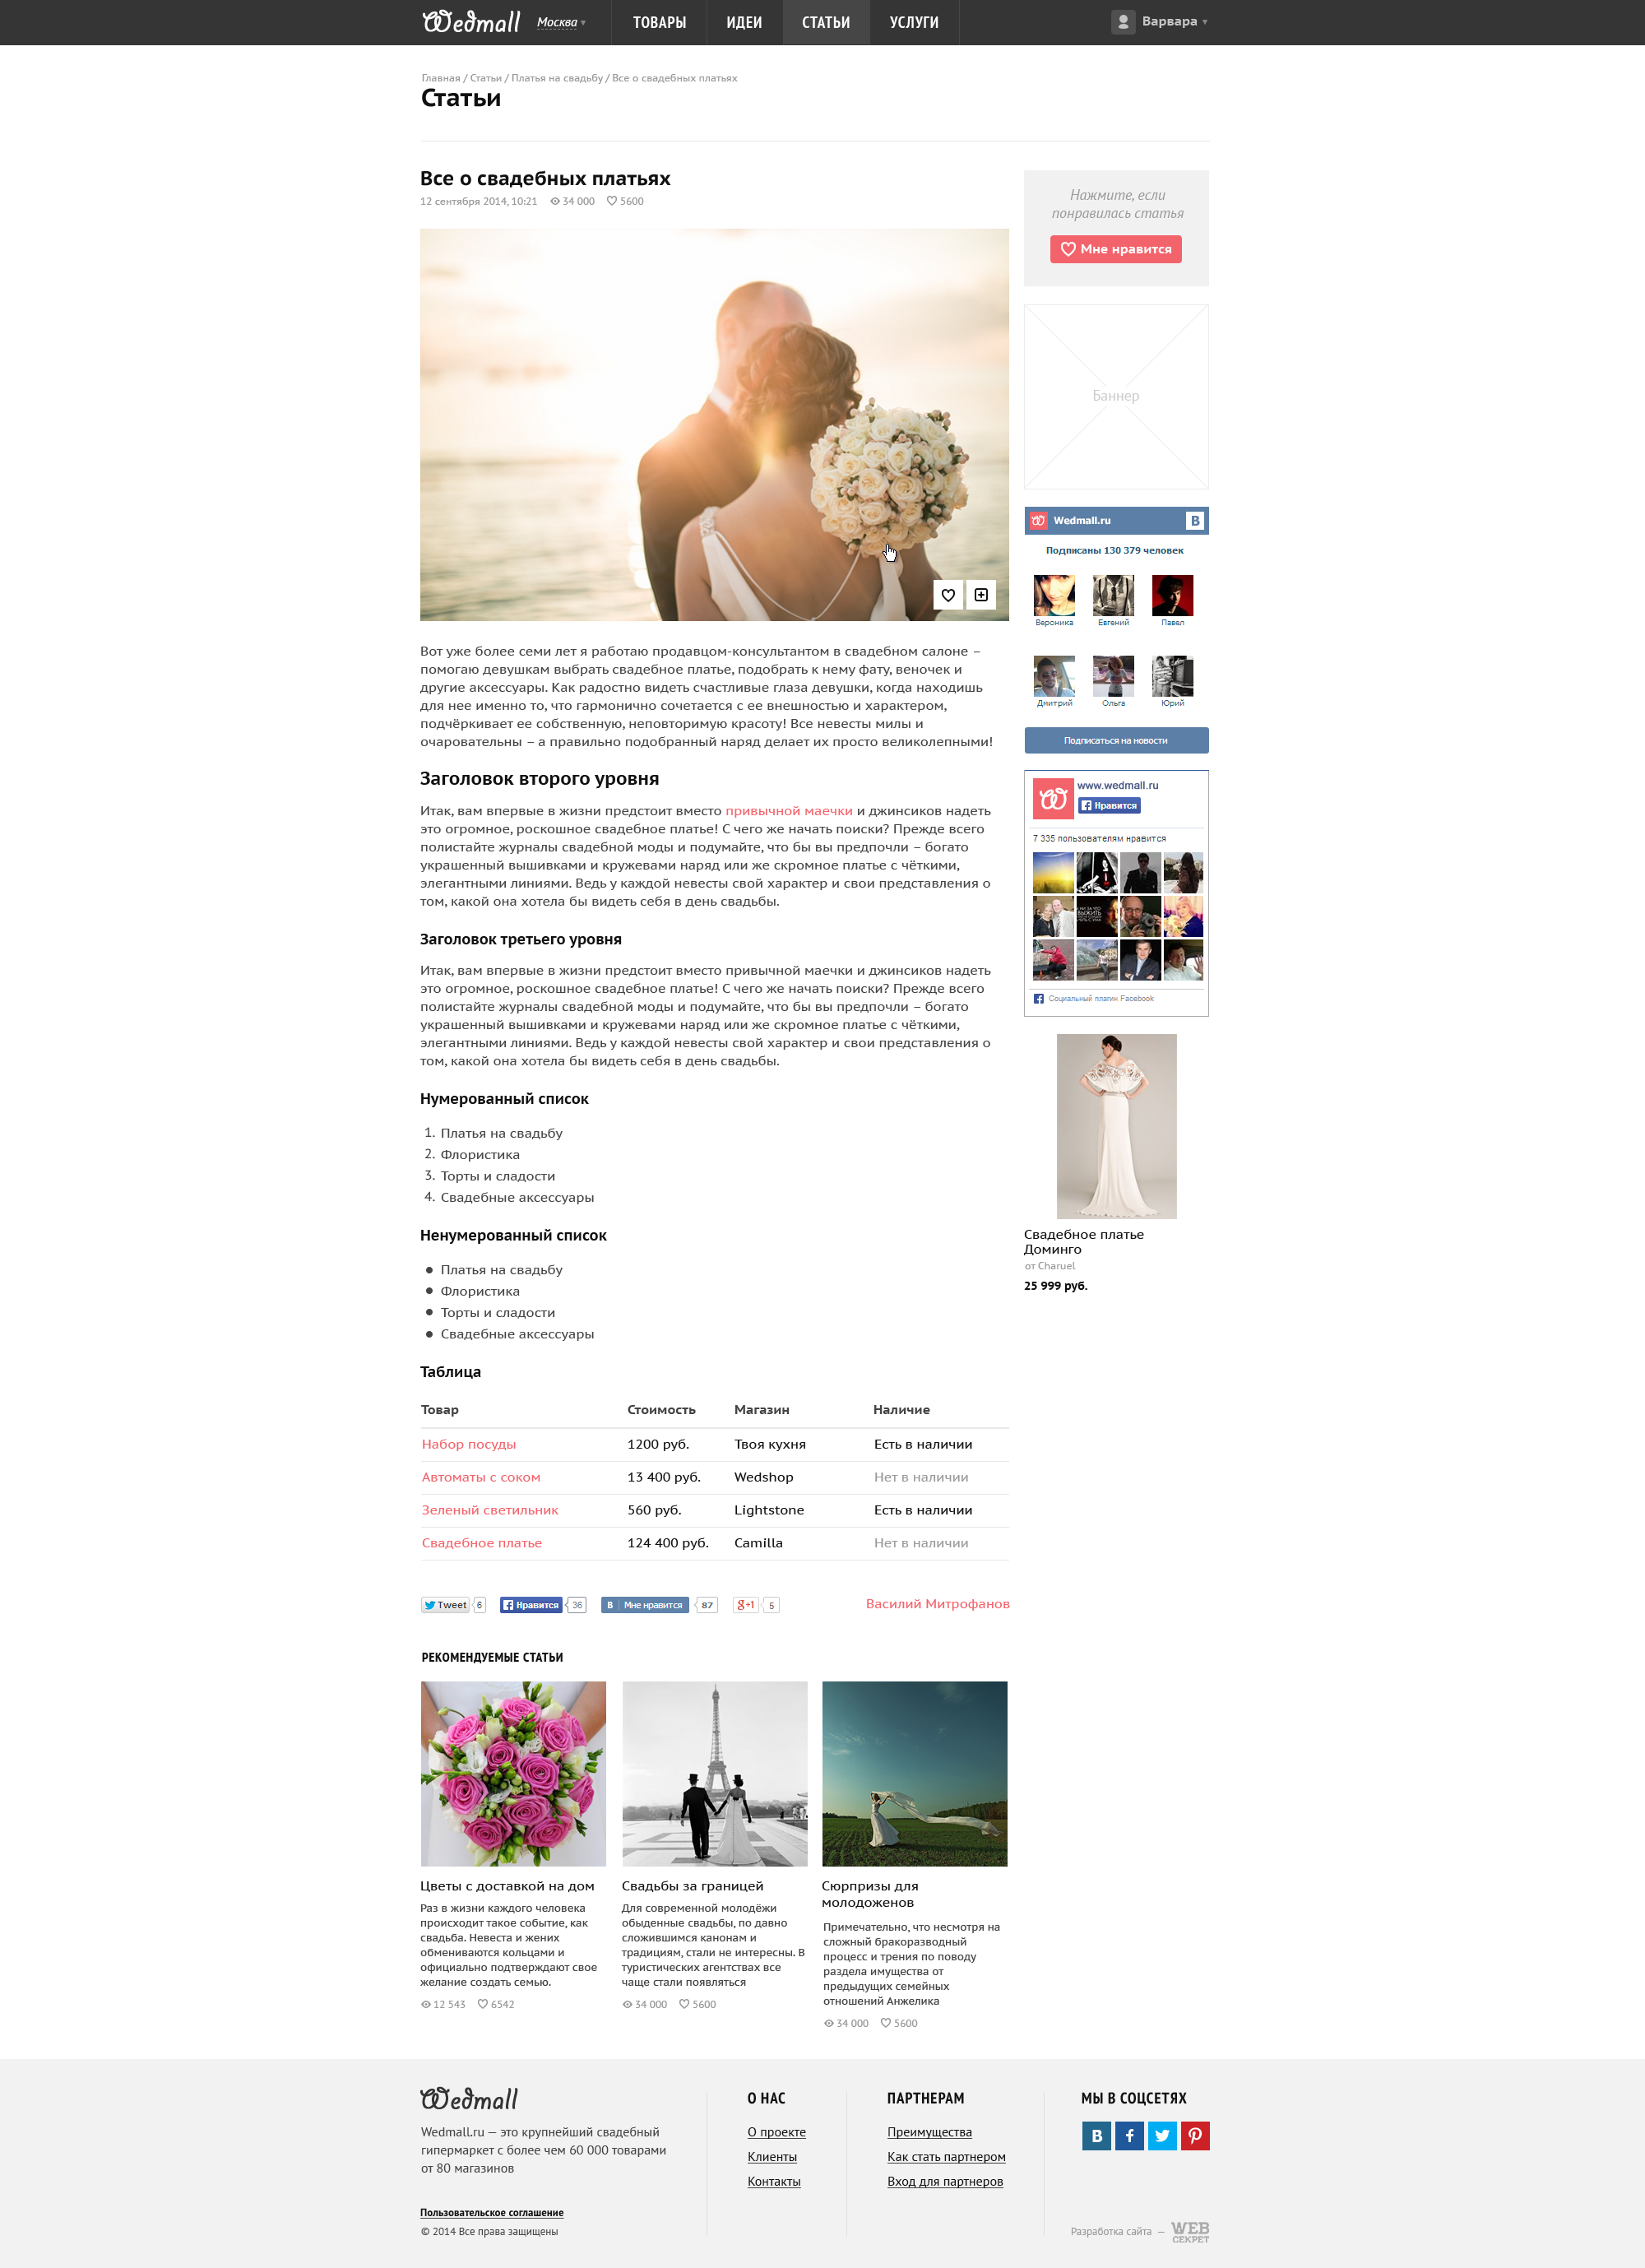 Wedmall
Москва
ТОВАРЫ
ИДЕИ
СТАТЬИ
УСЛУГИ
Варвара
Главная / Статьи / Платья на свадьбу / Все о свадебных платьях
Статьи
Все о свадебных платьях
12 сентября 2014, 10:21 34 000 5600
Вот уже более семи лет я работаю продавцом-консультантом в свадебном салоне –
помогаю девушкам выбрать свадебное платье, подобрать к нему фату, веночек и
другие аксессуары. Как радостно видеть счастливые глаза девушки, когда находишь
для нее именно то, что гармонично сочетается с ее внешностью и характером,
подчёркивает ее собственную, неповторимую красоту! Все невесты милы и
очаровательны – а правильно подобранный наряд делает их просто великолепными!
Заголовок второго уровня
Итак, вам впервые в жизни предстоит вместо привычной маечки и джинсиков надеть
это огромное, роскошное свадебное платье! С чего же начать поиски? Прежде всего
полистайте журналы свадебной моды и подумайте, что бы вы предпочли – богато
украшенный вышивками и кружевами наряд или же скромное платье с чёткими,
элегантными линиями. Ведь у каждой невесты свой характер и свои представления о
том, какой она хотела бы видеть себя в день свадьбы.
Заголовок третьего уровня
Итак, вам впервые в жизни предстоит вместо привычной маечки и джинсиков надеть
это огромное, роскошное свадебное платье! С чего же начать поиски? Прежде всего
полистайте журналы свадебной моды и подумайте, что бы вы предпочли – богато
украшенный вышивками и кружевами наряд или же скромное платье с чёткими,
элегантными линиями. Ведь у каждой невесты свой характер и свои представления о
том, какой она хотела бы видеть себя в день свадьбы.
Нумерованный список
1. Платья на свадьбу
2. Флористика
3. Торты и сладости
4. Свадебные аксессуары
Ненумерованный список
Платья на свадьбу
Флористика
Торты и сладости
Свадебные аксессуары
Таблица
Товар Стоимость Магазин Наличие
Набор посуды 1200 руб. Твоя кухня Есть в наличии
Автоматы с соком 13 400 руб. Wedshop Нет в наличии
Зеленый светильник 560 руб. Lightstone Есть в наличии
Свадебное платье 124 400 руб. Camilla Нет в наличии
Tweet 6 Нравится 36 B Мне нравится 87 g+1 5 Василий Митрофанов
Нажмите, если
понравилась статья
Мне нравится
Баннер
Wedmall.ru B
Подписаны 130 379 человек
Вероника Евгений Павел
Дмитрий Ольга Юрий
Подписаться на новости
www.wedmall.ru
Нравится
7 335 пользователям нравится
ВЫЖИТЬ
Социальный плагин Facebook
Свадебное платье
Доминго
от Charuel
25 999 руб.
РЕКОМЕНДУЕМЫЕ СТАТЬИ
Цветы с доставкой на дом
Раз в жизни каждого человека
происходит такое событие, как
свадьба. Невеста и жених
обмениваются кольцами и
официально подтверждают свое
желание создать семью.
12 543 6542
Свадьбы за границей
Для современной молодёжи
обыденные свадьбы, по давно
сложившимся канонам и
традициям, стали не интересны. В
туристических агентствах все
чаще стали появляться
34 000 5600
Сюрпризы для
молодоженов
Примечательно, что несмотря на
сложный бракоразводный
процесс и трения по поводу
раздела имущества от
предыдущих семейных
отношений Анжелика
34 000 5600
Wedmall
Wedmall.ru — это крупнейший свадебный
гипермаркет с более чем 60 000 товарами
от 80 магазинов
Пользовательское соглашение
© 2014 Все права защищены
О НАС
О проекте
Клиенты
Контакты
ПАРТНЕРАМ
Преимущества
Как стать партнером
Вход для партнеров
МЫ В СОЦСЕТЯХ
B f
Разработка сайта — WEB
СЕКРЕТ